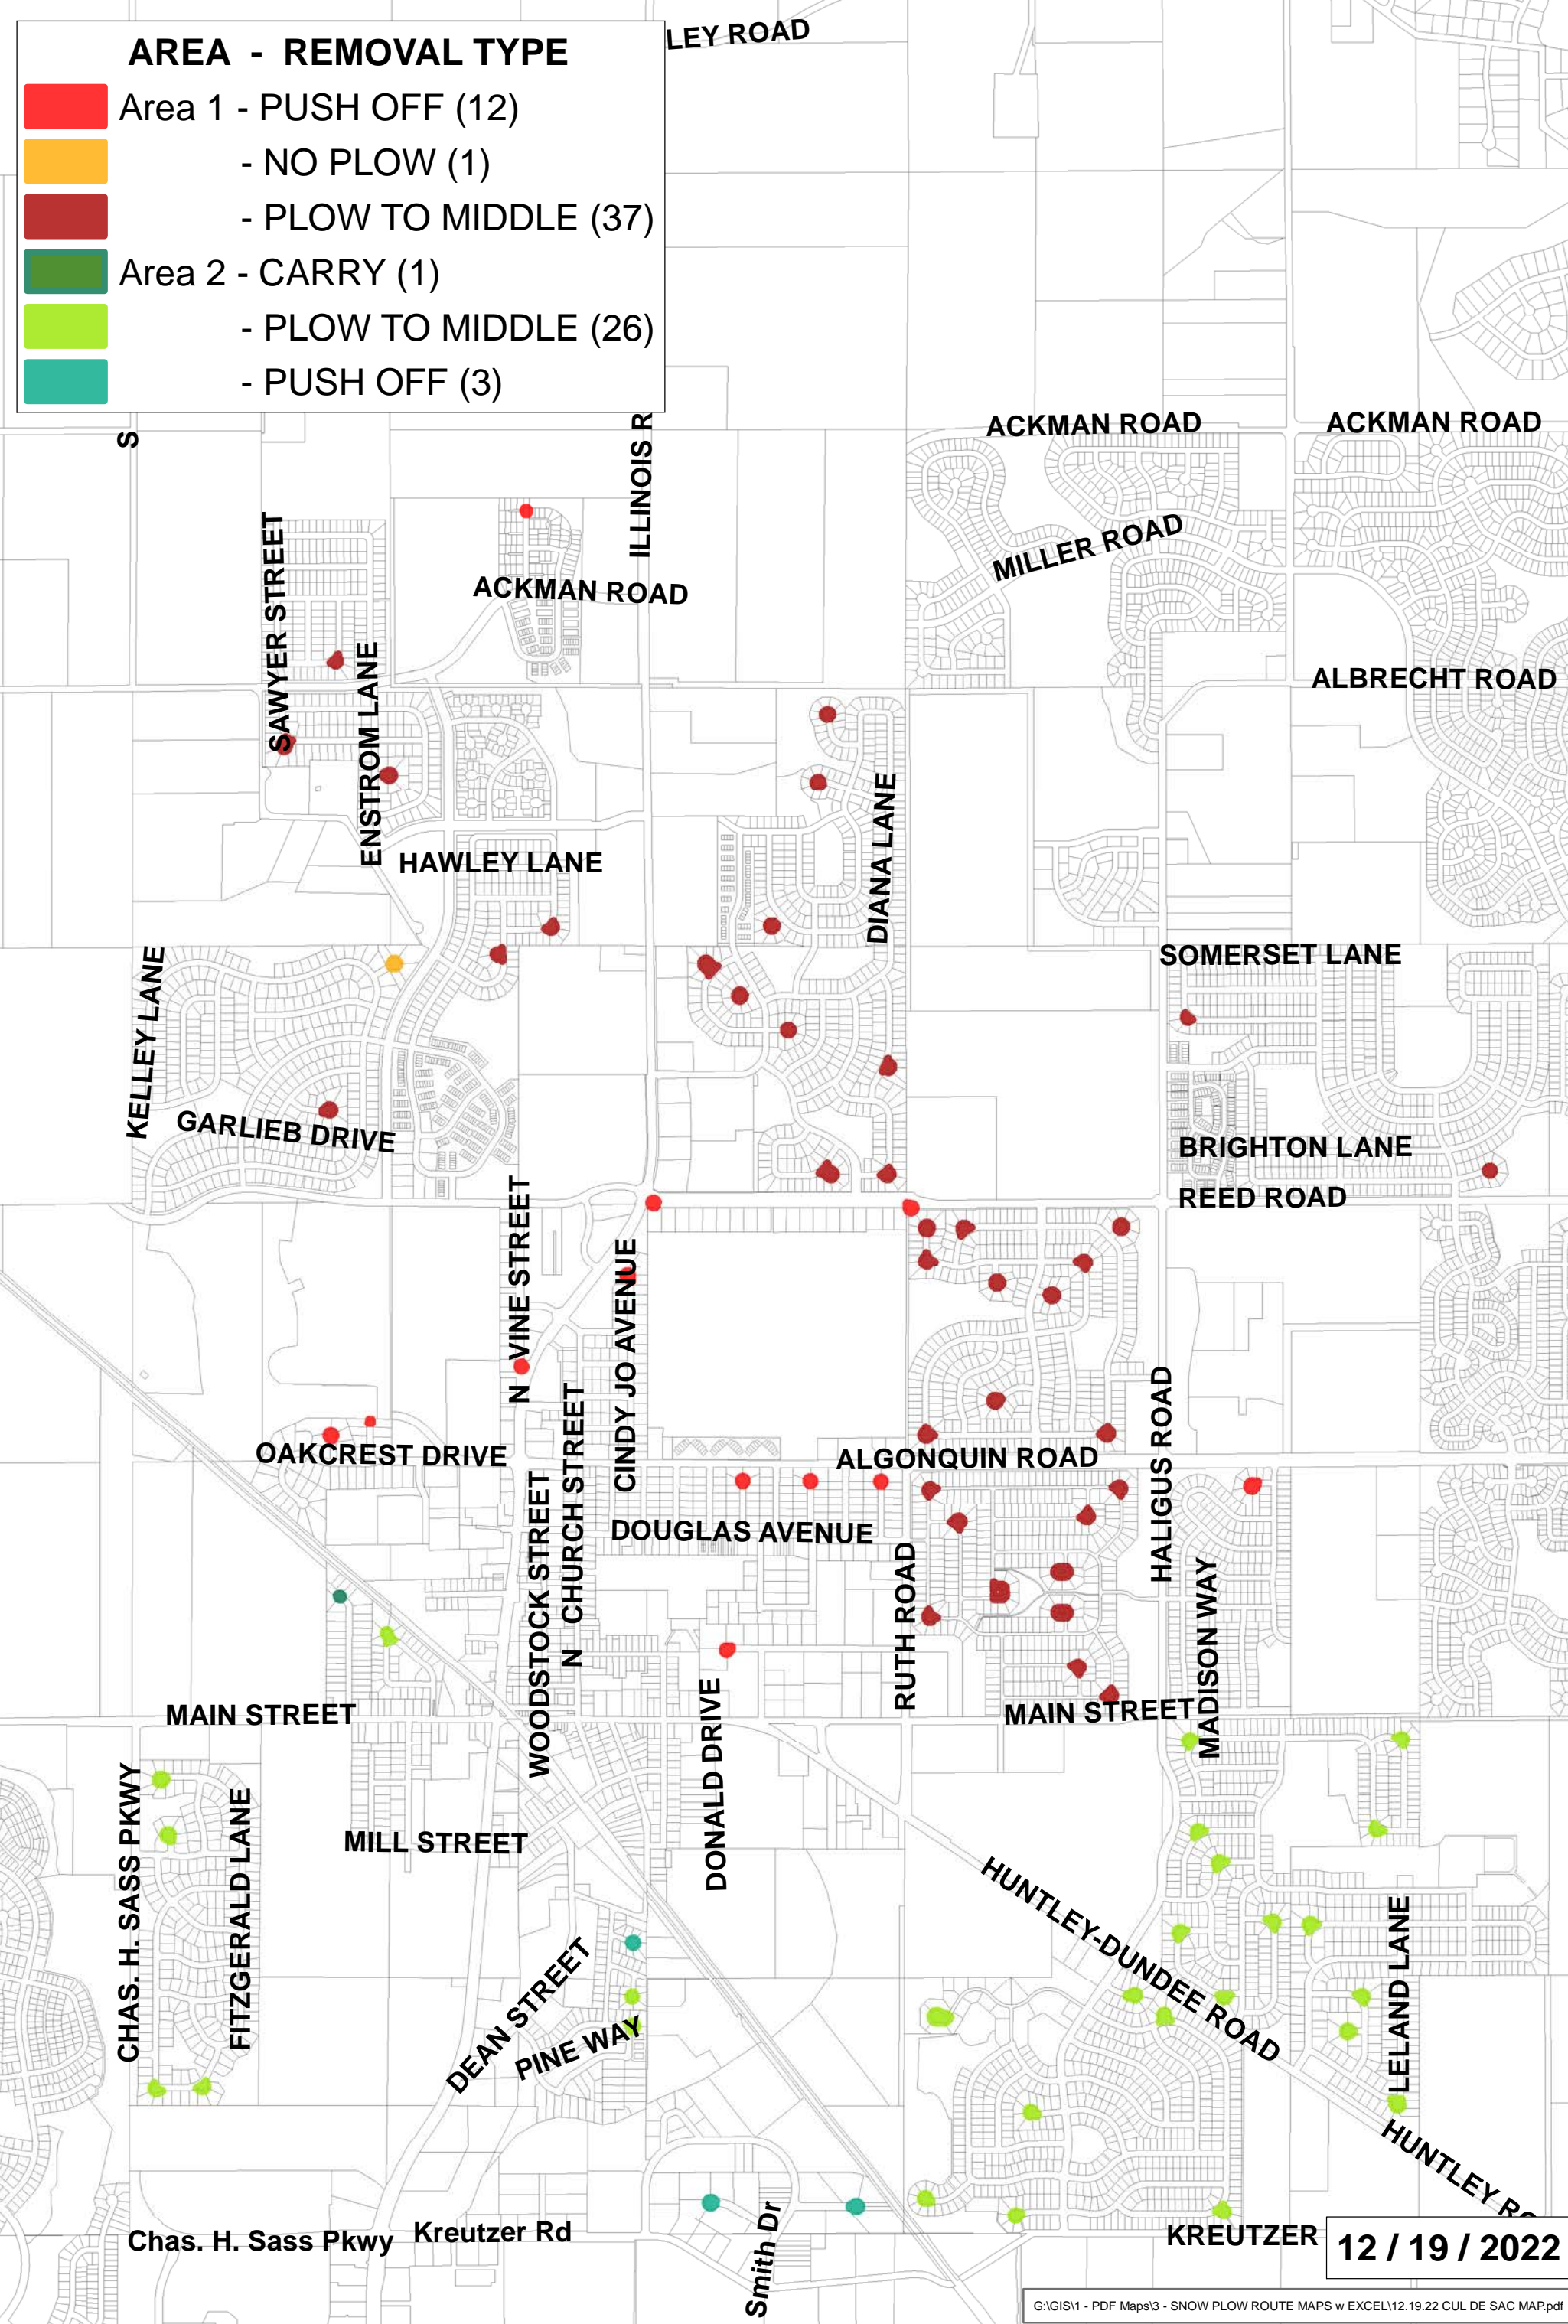 LEY ROAD
AREA - REMOVAL TYPE
Area 1 - PUSH OFF (12)
- NO PLOW (1)
- PLOW TO MIDDLE (37)
Area 2 - CARRY (1)
- PLOW TO MIDDLE (26)
- PUSH OFF (3)
S
ILLINOIS R
ACKMAN ROAD
ACKMAN ROAD
MILLER ROAD
SAWYER STREET
ACKMAN ROAD
ENSTROM LANE
ALBRECHT ROAD
DIANA LANE
HAWLEY LANE
KELLEY LANE
SOMERSET LANE
GARLIEB DRIVE
BRIGHTON LANE
REED ROAD
N VINE STREET
CINDY JO AVENUE
N CHURCH STREET
HALIGUS ROAD
OAKCREST DRIVE
ALGONQUIN ROAD
WOODSTOCK STREET
DOUGLAS AVENUE
RUTH ROAD
MADISON WAY
MAIN STREET
DONALD DRIVE
MAIN STREET
CHAS. H. SASS PKWY
FITZGERALD LANE
MILL STREET
HUNTLEY-DUNDEE ROAD
LELAND LANE
DEAN STREET
PINE WAY
HUNTLEY RO
Chas. H. Sass Pkwy
Kreutzer Rd
Smith Dr
KREUTZER
12 / 19 / 2022
G:\GIS\1 - PDF Maps\3 - SNOW PLOW ROUTE MAPS w EXCEL\12.19.22 CUL DE SAC MAP.pdf